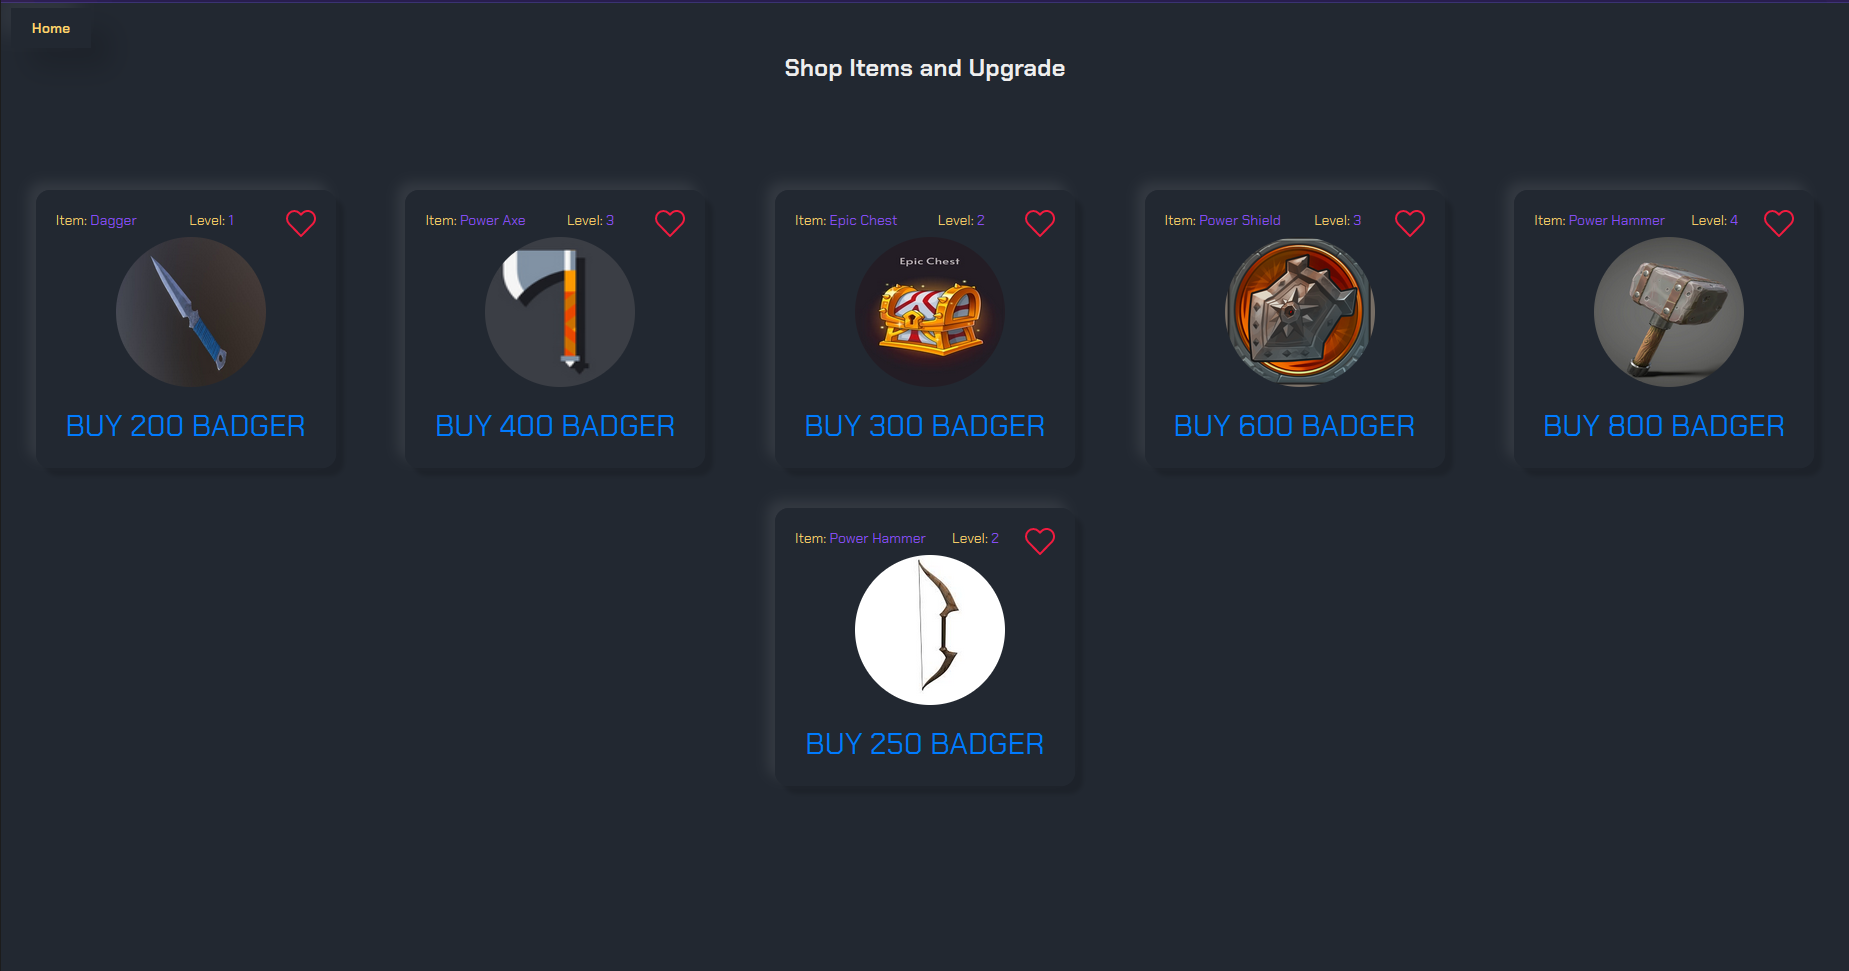 Home
Shop Items and Upgrade
Item: Dagger Level: 1
BUY 200 BADGER
Item: Power Axe Level: 3
BUY 400 BADGER
Item: Epic Chest Level: 2
Epic Chest
BUY 300 BADGER
Item: Power Shield Level: 3
BUY 600 BADGER
Item: Power Hammer Level: 4
BUY 800 BADGER
Item: Power Hammer Level: 2
BUY 250 BADGER